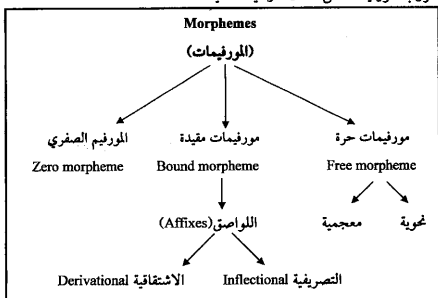 Morphemes
(المورفيمات)
مورفيمات حرة مورفيمات مقيدة المورفيم الصفري
Zero morpheme Bound morpheme Free morpheme
نحوية معجمية
اللواصق(Affixes)
التصريفية Inflectional الاشتقاقية Derivational